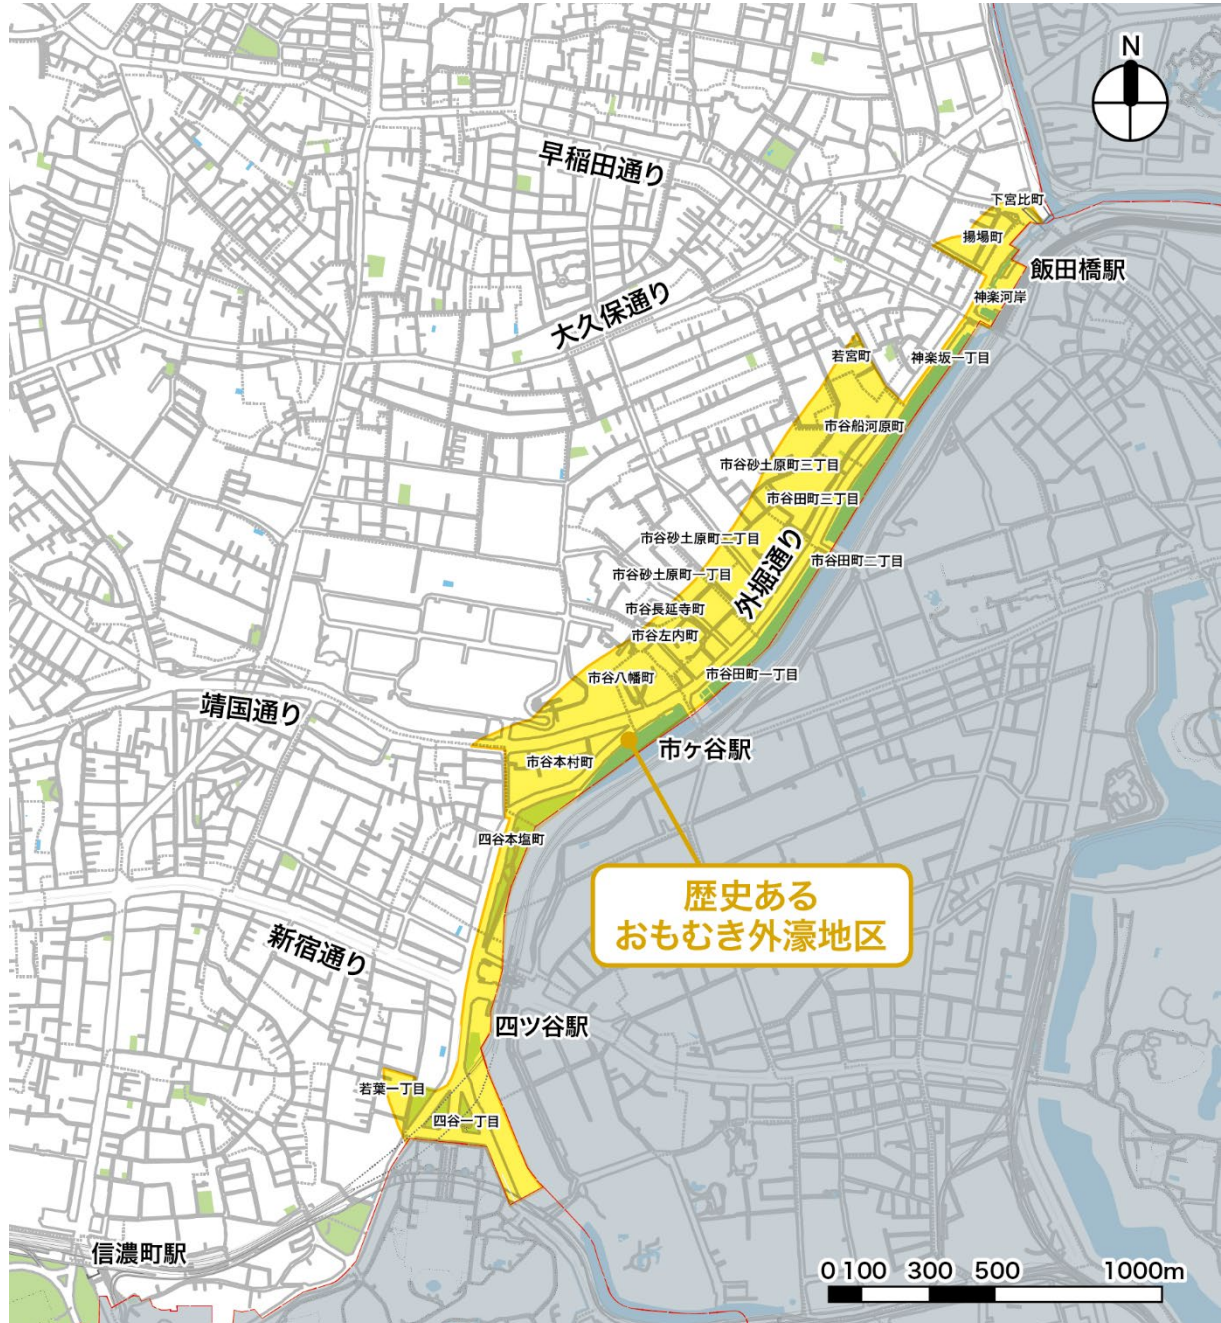 N
早稲田通り
下宮比町
揚場町
飯田橋駅
神楽河岸
大久保通り
若宮町
神楽坂一丁目
市谷船河原町
市谷砂土原町三丁目
市谷田町三丁目
市谷砂土原町二丁目
外堀通り
市谷田町二丁目
市谷砂土原町一丁目
市谷長延寺町
市谷左内町
市谷八幡町
市谷田町一丁目
靖国通り
市ヶ谷駅
市谷本村町
四谷本塩町
歴史ある
おもむき外濠地区
新宿通り
四ツ谷駅
若葉一丁目
四谷一丁目
信濃町駅
0 100 300 500 1000m